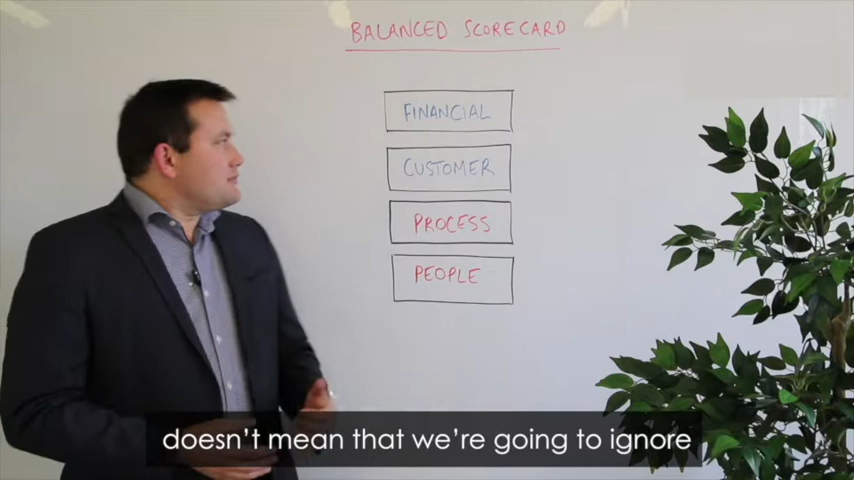 BALANCED SCORECARD
FINANCIAL
CUSTOMER
PROCESS
PEOPLE
doesn't mean that we're going to ignore